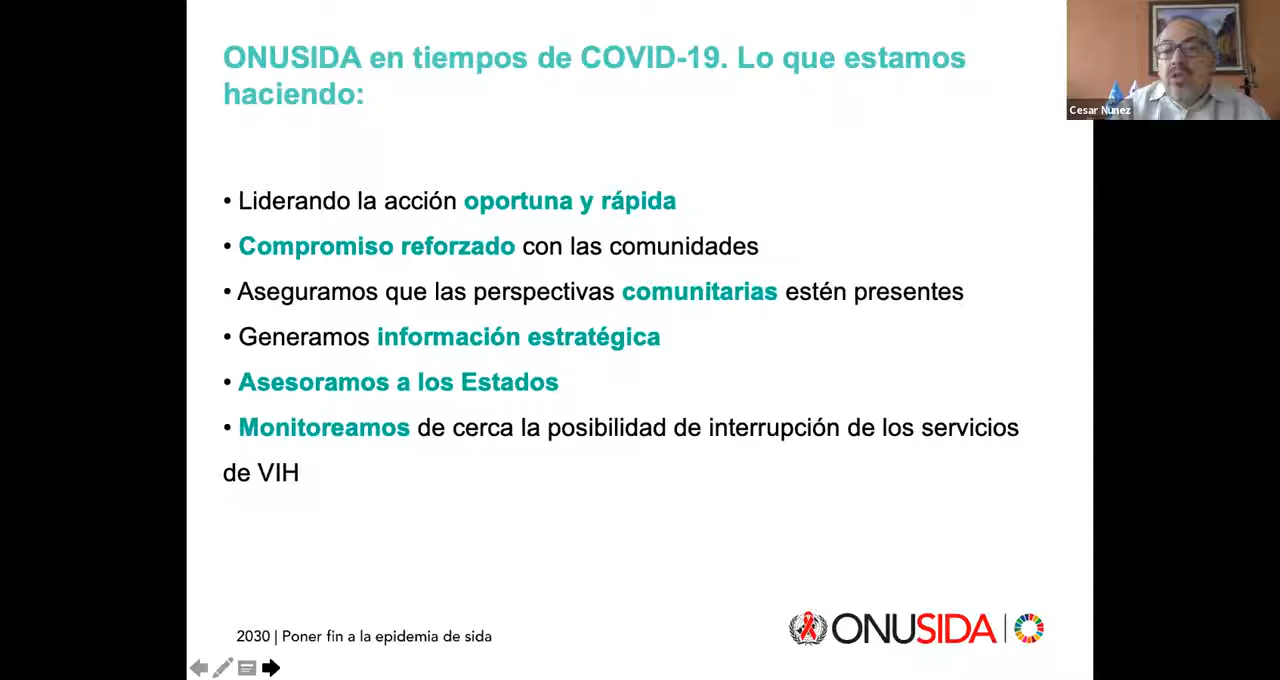 ONUSIDA en tiempos de COVID-19. Lo que estamos
haciendo:
Cesar Nunez
• Liderando la acción oportuna y rápida
• Compromiso reforzado con las comunidades
• Aseguramos que las perspectivas comunitarias estén presentes
• Generamos información estratégica
• Asesoramos a los Estados
• Monitoreamos de cerca la posibilidad de interrupción de los servicios
de VIH
2030 | Poner fin a la epidemia de sida
ONUSIDA